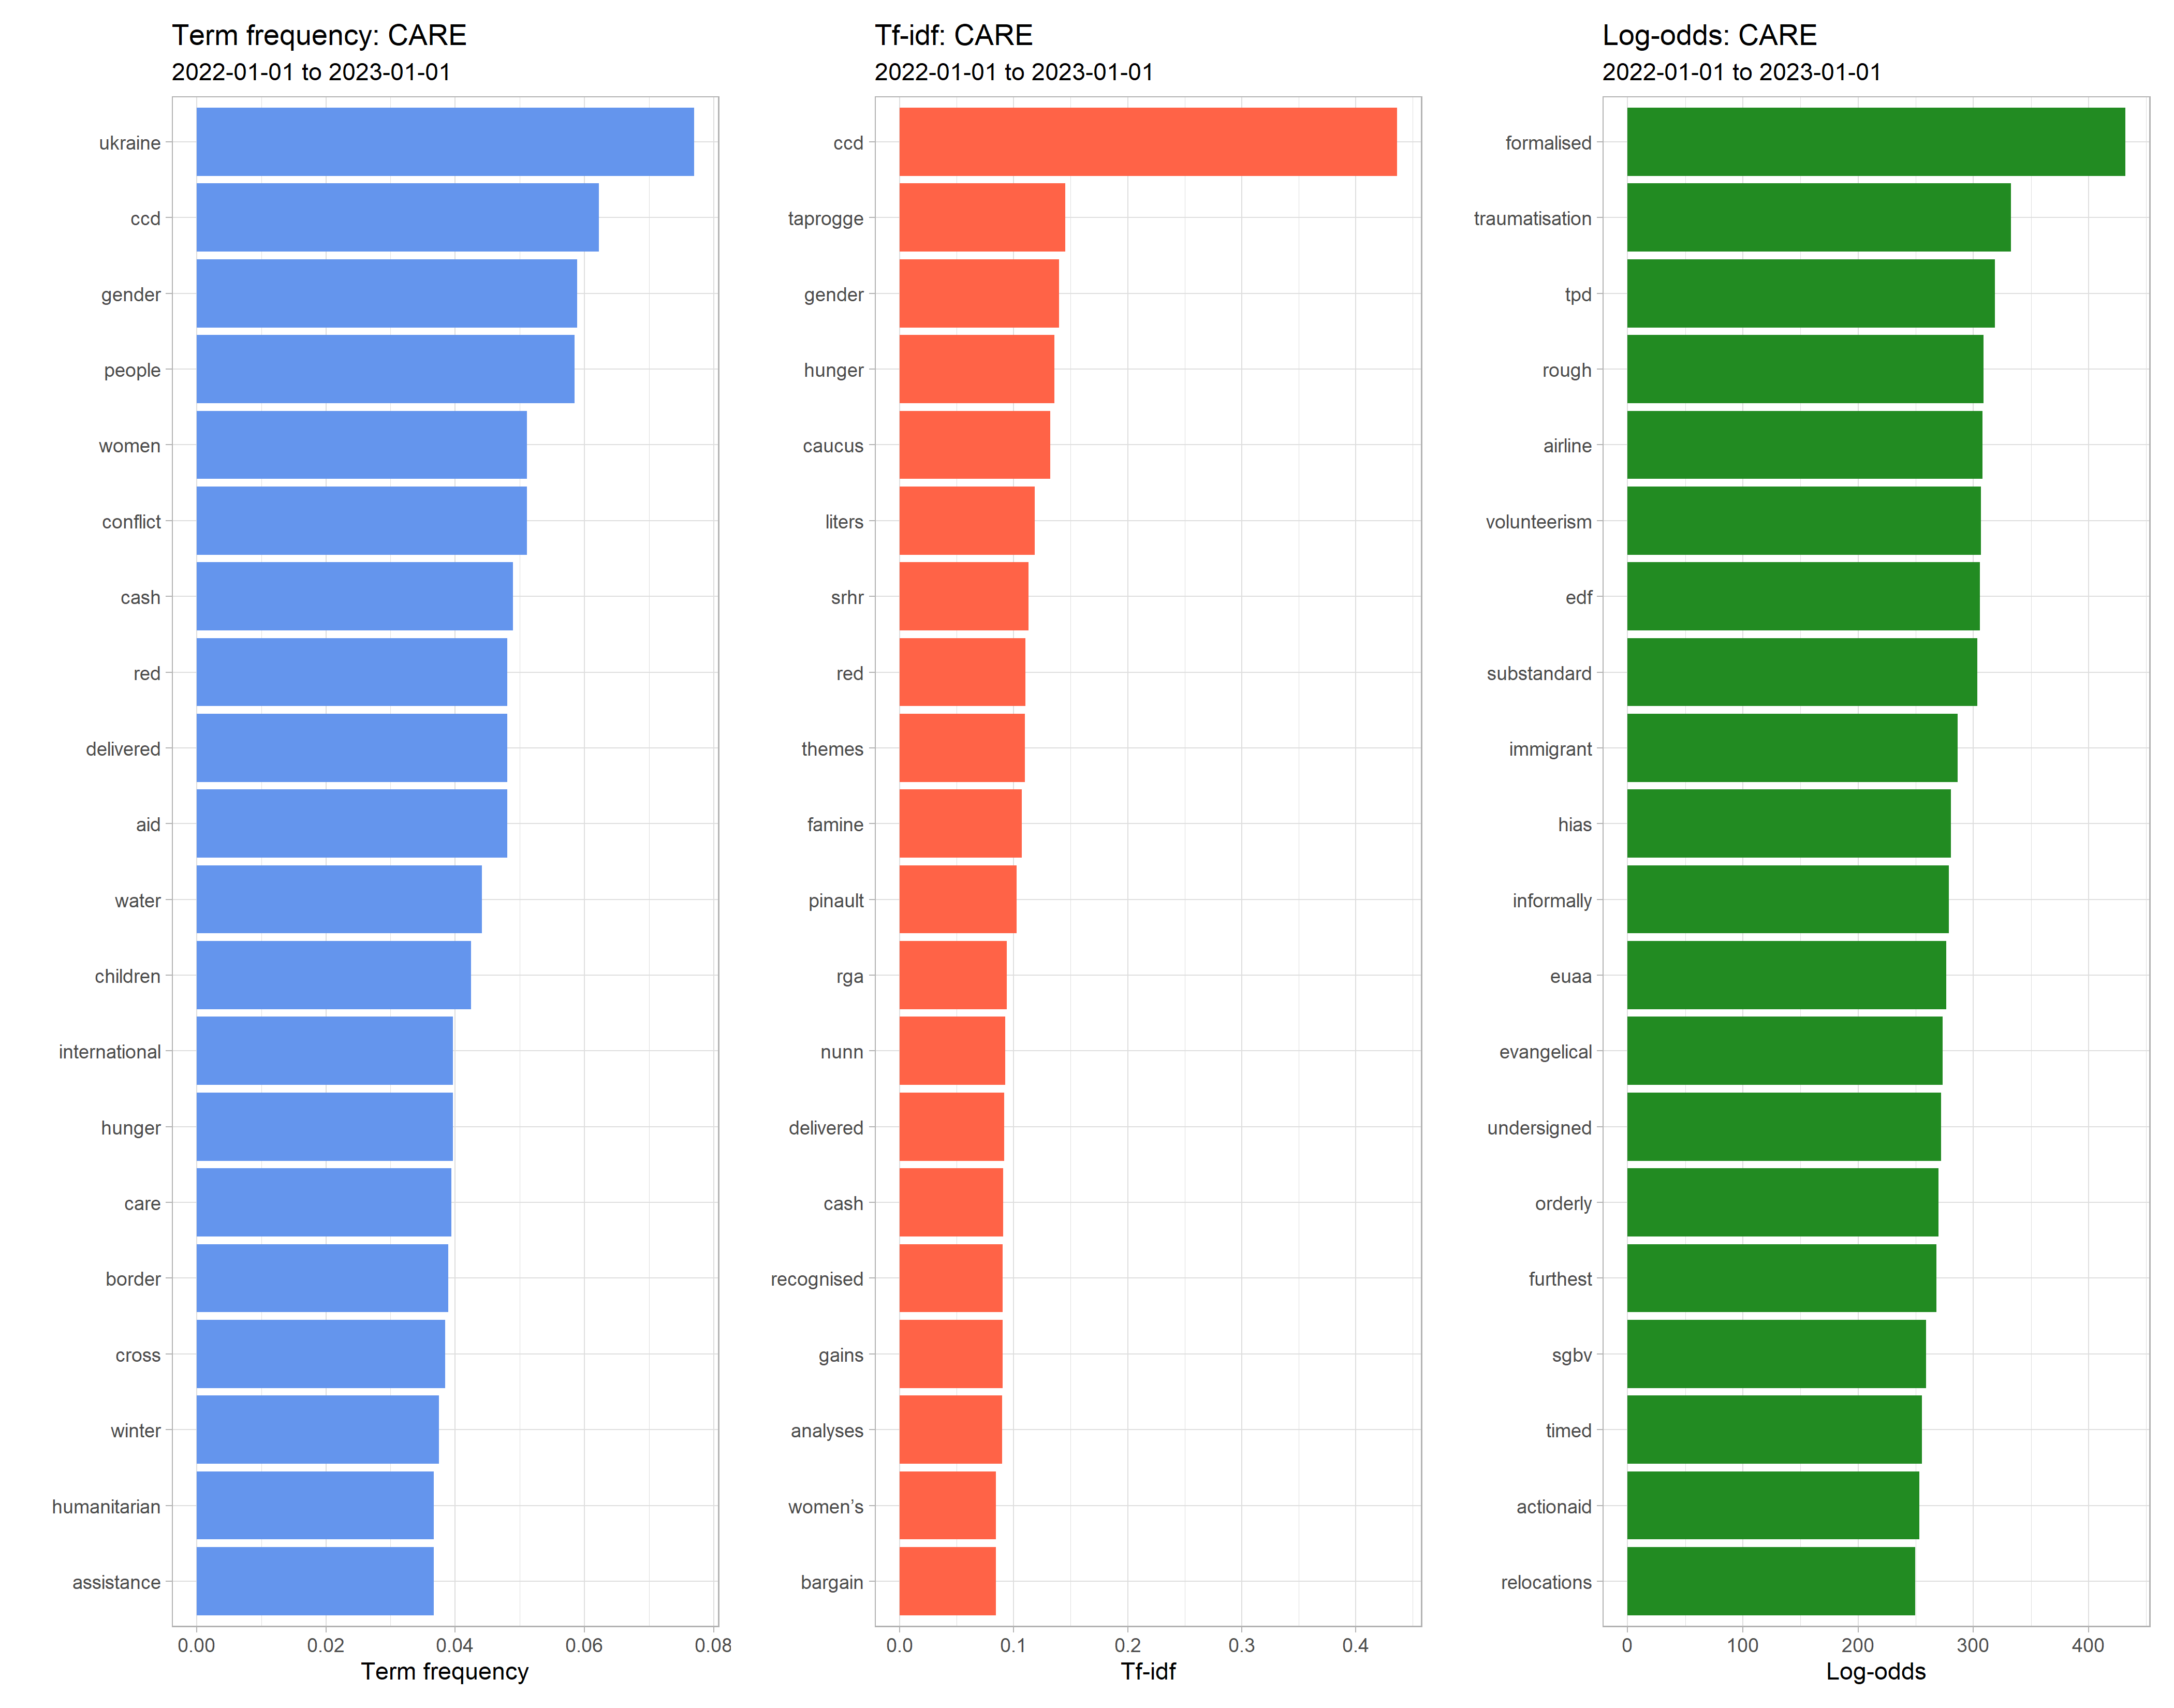 Term frequency: CARE
2022-01-01 to 2023-01-01
ukraine
ccd
gender
people
women
conflict
cash
red
delivered
aid
water
children
international
hunger
care
border
cross
winter
humanitarian
assistance
0.00 0.02 0.04 0.06 0.08
Term frequency
Tf-idf: CARE
2022-01-01 to 2023-01-01
ccd
taprogge
gender
hunger
caucus
liters
srhr
red
themes
famine
pinault
rga
nunn
delivered
cash
recognised
gains
analyses
women’s
bargain
0.0 0.1 0.2 0.3 0.4
Tf-idf
Log-odds: CARE
2022-01-01 to 2023-01-01
formalised
traumatisation
tpd
rough
airline
volunteerism
edf
substandard
immigrant
hias
informally
euaa
evangelical
undersigned
orderly
furthest
sgbv
timed
actionaid
relocations
0 100 200 300 400
Log-odds